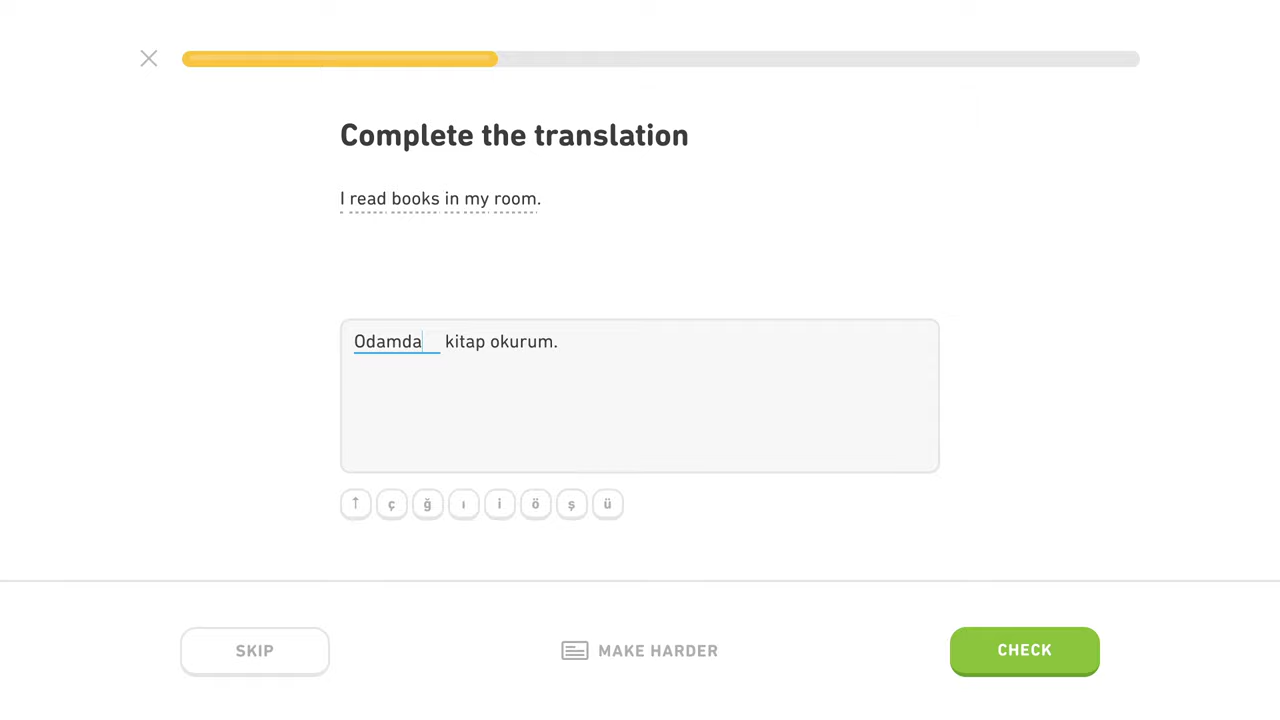 Complete the translation
I read books in my room.
Odamda kitap okurum.
↑ ç ğ ı i ö ş ü
SKIP
MAKE HARDER
CHECK